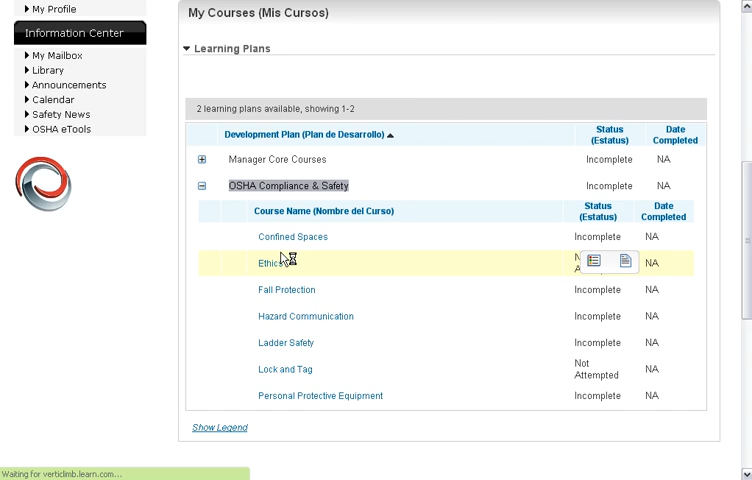 My Profile
Information Center
My Mailbox
Library
Announcements
Calendar
Safety News
OSHA eTools
My Courses (Mis Cursos)
Learning Plans
2 learning plans available, showing 1-2
Development Plan (Plan de Desarrollo)
Status
(Estatus)
Date
Completed
Manager Core Courses Incomplete NA
OSHA Compliance & Safety Incomplete NA
Course Name (Nombre del Curso)
Status
(Estatus)
Date
Completed
Confined Spaces Incomplete NA
Ethics NA
Fall Protection Incomplete NA
Hazard Communication Incomplete NA
Ladder Safety Incomplete NA
Lock and Tag Not
Attempted NA
Personal Protective Equipment Incomplete NA
Show Legend
Waiting for verticlimb.learn.com...